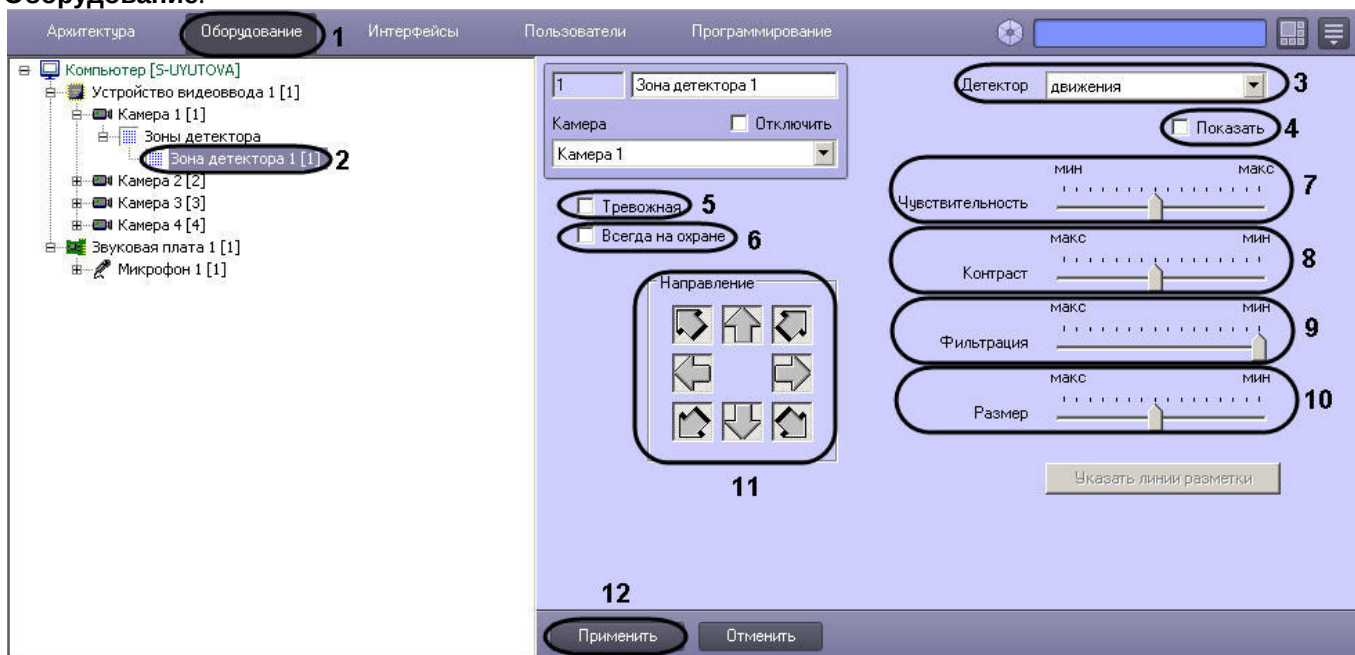 Оборудование.
Архитектура Оборудование 1 Интерфейсы Пользователи Программирование
Компьютер [S-UYUTOVA]
Устройство видеоввода 1 [1]
Камера 1 [1]
Зоны детектора
Зона детектора 1 [1] 2
Камера 2 [2]
Камера 3 [3]
Камера 4 [4]
Звуковая плата 1 [1]
Микрофон 1 [1]
1 Зона детектора 1
Камера Отключить
Камера 1
Тревожная 5
Всегда на охране 6
Направление
11
Детектор движения 3
Показать 4
мин макс
Чувствительность 7
макс мин
Контраст 8
макс мин
Фильтрация 9
макс мин
Размер 10
Указать линии разметки
12
Применить Отменить